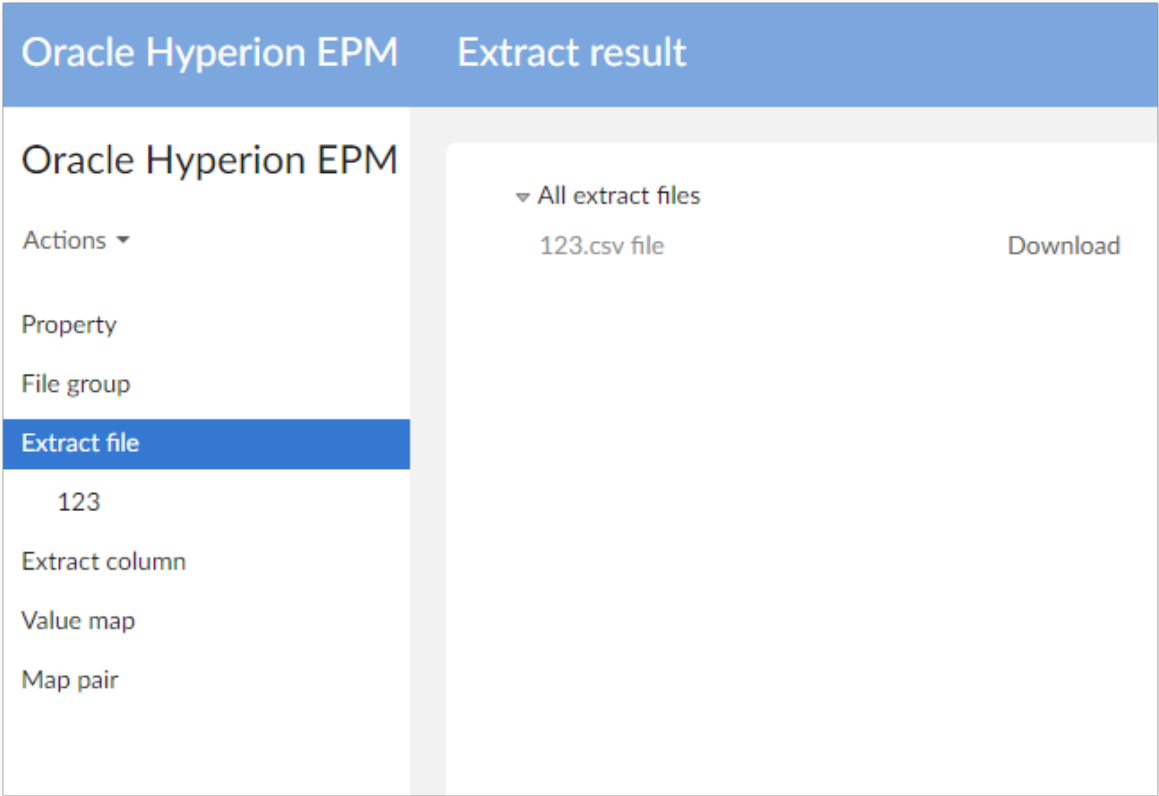 Oracle Hyperion EPM
Extract result
Oracle Hyperion EPM
Actions
Property
File group
Extract file
123
Extract column
Value map
Map pair
All extract files
123.csv file
Download